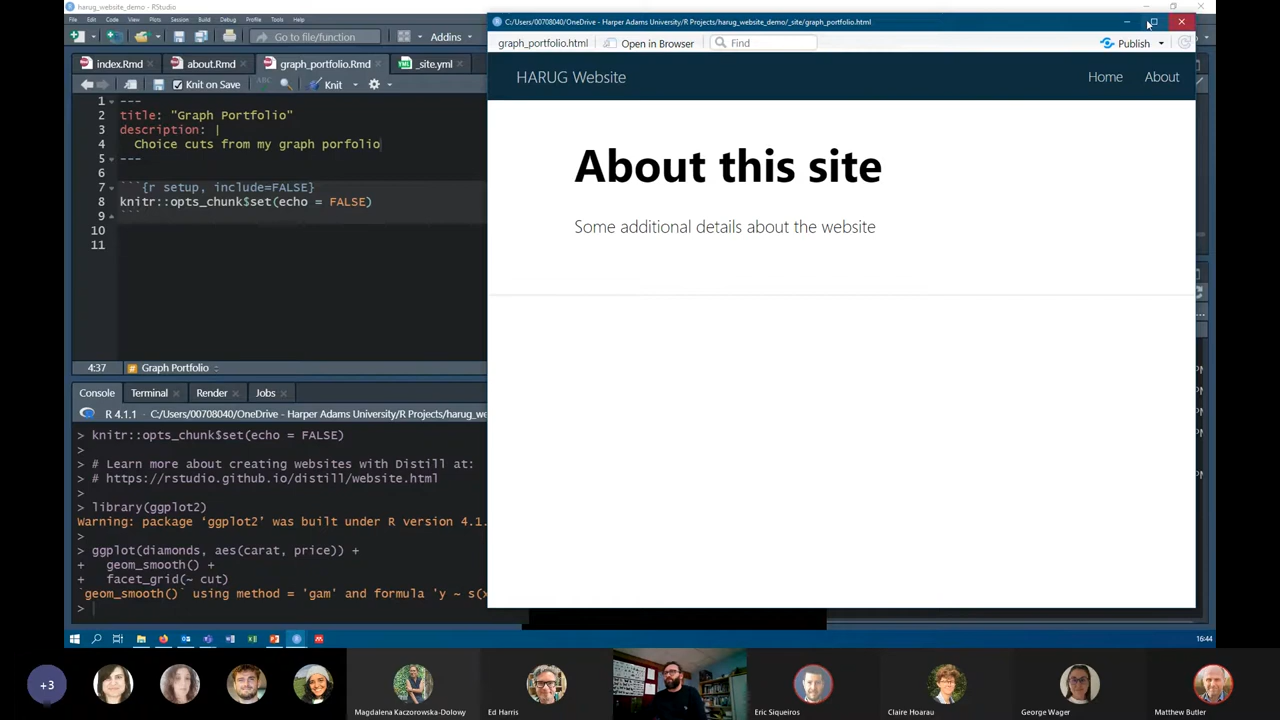 harug_website_demo - RStudio
File Edit Code View Plots Session Build Debug Profile Tools Help
Go to file/function
Addins
C:/Users/00708040/OneDrive - Harper Adams University/R Projects/harug_website_demo/_site/graph_portfolio.html
graph_portfolio.html
Open in Browser
Find
Publish
index.Rmd
about.Rmd
graph_portfolio.Rmd
_site.yml
Knit on Save
Knit
1 ---
2 title: "Graph Portfolio"
3 description: |
4 Choice cuts from my graph porfolio
5 ---
6
7 ```{r setup, include=FALSE}
8 knitr::opts_chunk$set(echo = FALSE)
9 ```
10
11
4:37
Graph Portfolio
HARUG Website
Home
About
About this site
Some additional details about the website
Console
Terminal
Render
Jobs
R 4.1.1 · C:/Users/00708040/OneDrive - Harper Adams University/R Projects/harug_we
> knitr::opts_chunk$set(echo = FALSE)
>
> # Learn more about creating websites with Distill at:
> # https://rstudio.github.io/distill/website.html
>
> library(ggplot2)
Warning: package ‘ggplot2’ was built under R version 4.1.
>
> ggplot(diamonds, aes(carat, price)) +
+ geom_smooth() +
+ facet_grid(~ cut)
`geom_smooth()` using method = 'gam' and formula 'y ~ s(x
>
16:44
+3
Magdalena Kaczorowska-Dolowy
Ed Harris
Eric Siqueiros
Claire Hoarau
George Wager
Matthew Butler